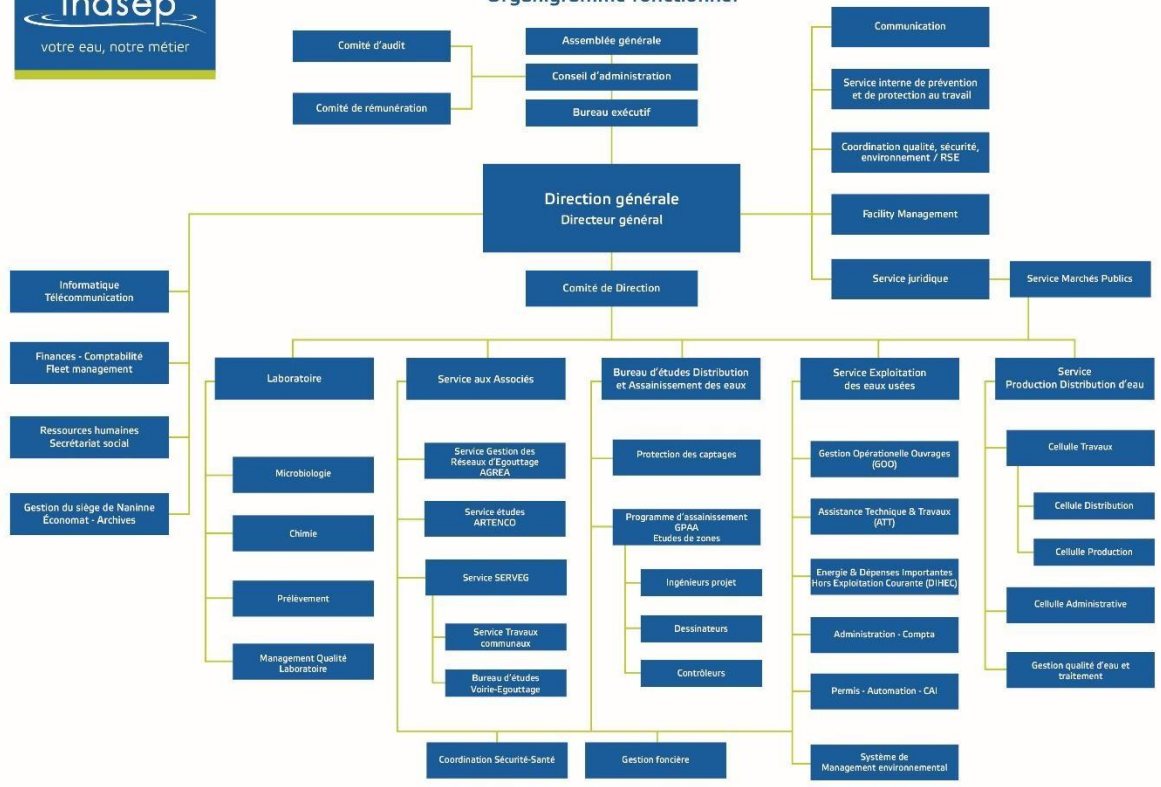 inasep
votre eau, notre métier
Organigramme fonctionnel
Comité d'audit
Comité de rémunération
Assemblée générale
Conseil d'administration
Bureau exécutif
Communication
Service interne de prévention
et de protection au travail
Coordination qualité, sécurité,
environnement / RSE
Facility Management
Service juridique
Service Marchés Publics
Direction générale
Directeur général
Comité de Direction
Informatique
Télécommunication
Finances - Comptabilité
Fleet management
Ressources humaines
Secrétariat social
Gestion du siège de Naninne
Économat - Archives
Laboratoire
Microbiologie
Chimie
Prélèvement
Management Qualité
Laboratoire
Service aux Associés
Service Gestion des
Réseaux d'Egouttage
AGREA
Service études
ARTENCO
Service SERVEG
Service Travaux
communaux
Bureau d'études
Voirie-Egouttage
Bureau d'études Distribution
et Assainissement des eaux
Protection des captages
Programme d'assainissement
GPAA
Etudes de zones
Ingénieurs projet
Dessinateurs
Contrôleurs
Service Exploitation
des eaux usées
Gestion Opérationelle Ouvrages
(GOO)
Assistance Technique & Travaux
(ATT)
Energie & Dépenses Importantes
Hors Exploitation Courante (DIHEC)
Administration - Compta
Permis - Automation - CAI
Système de
Management environnemental
Service
Production Distribution d'eau
Cellulle Travaux
Cellule Distribution
Cellulle Production
Cellulle Administrative
Gestion qualité d'eau et
traitement
Coordination Sécurité-Santé
Gestion foncière